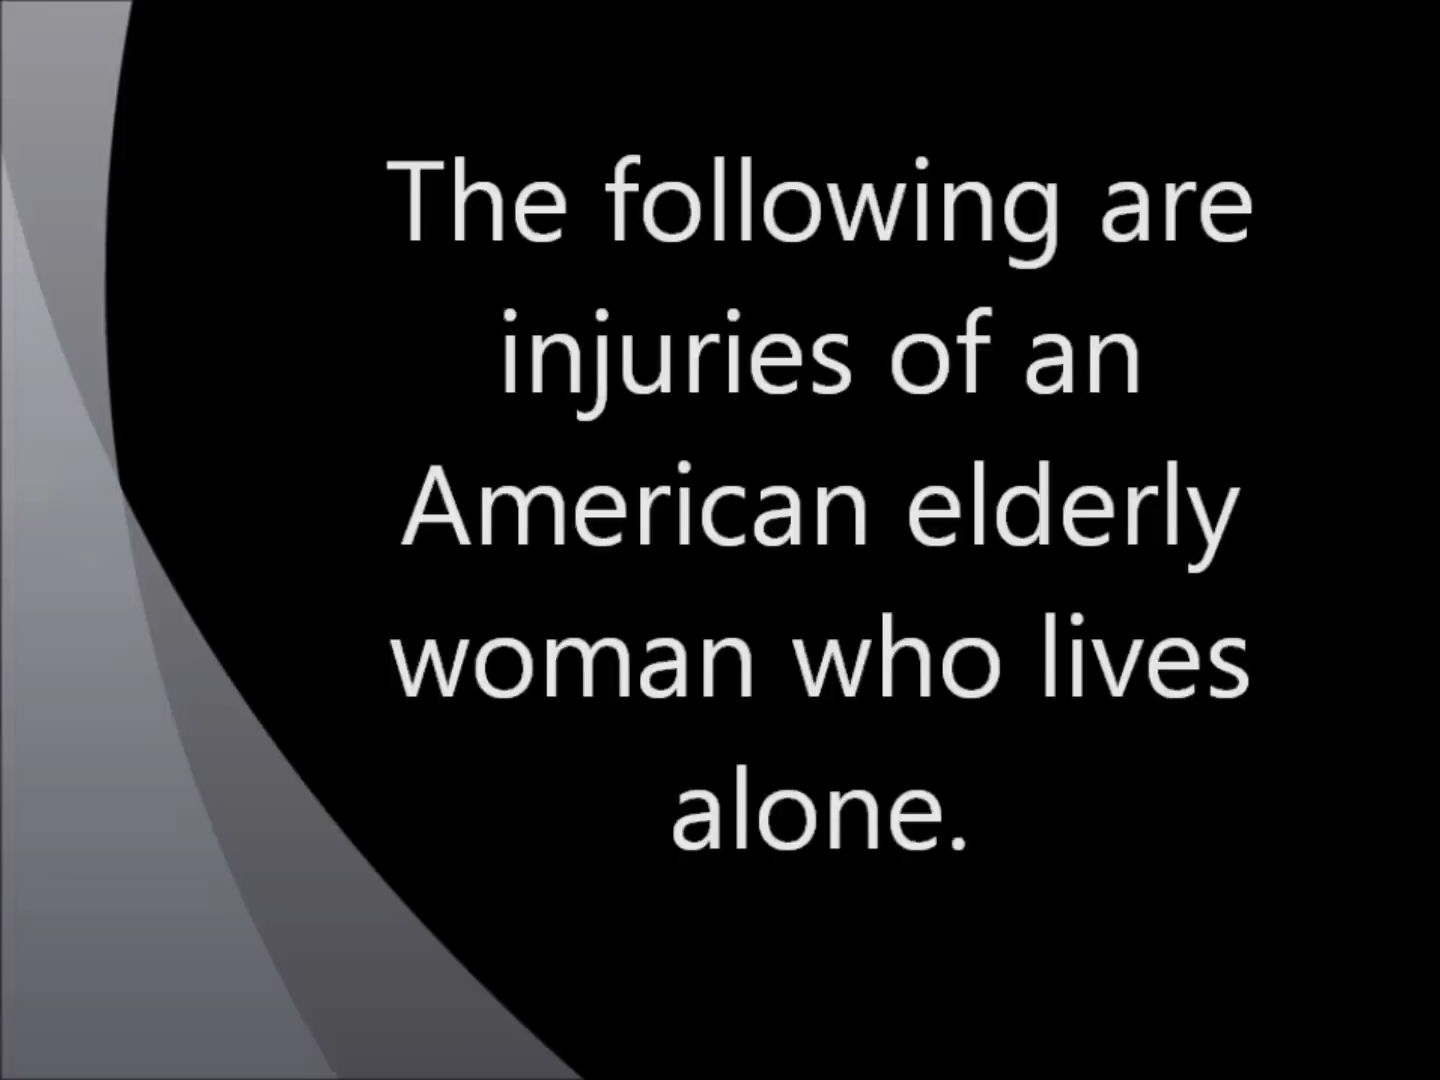 The following are
injuries of an
American elderly
woman who lives
alone.